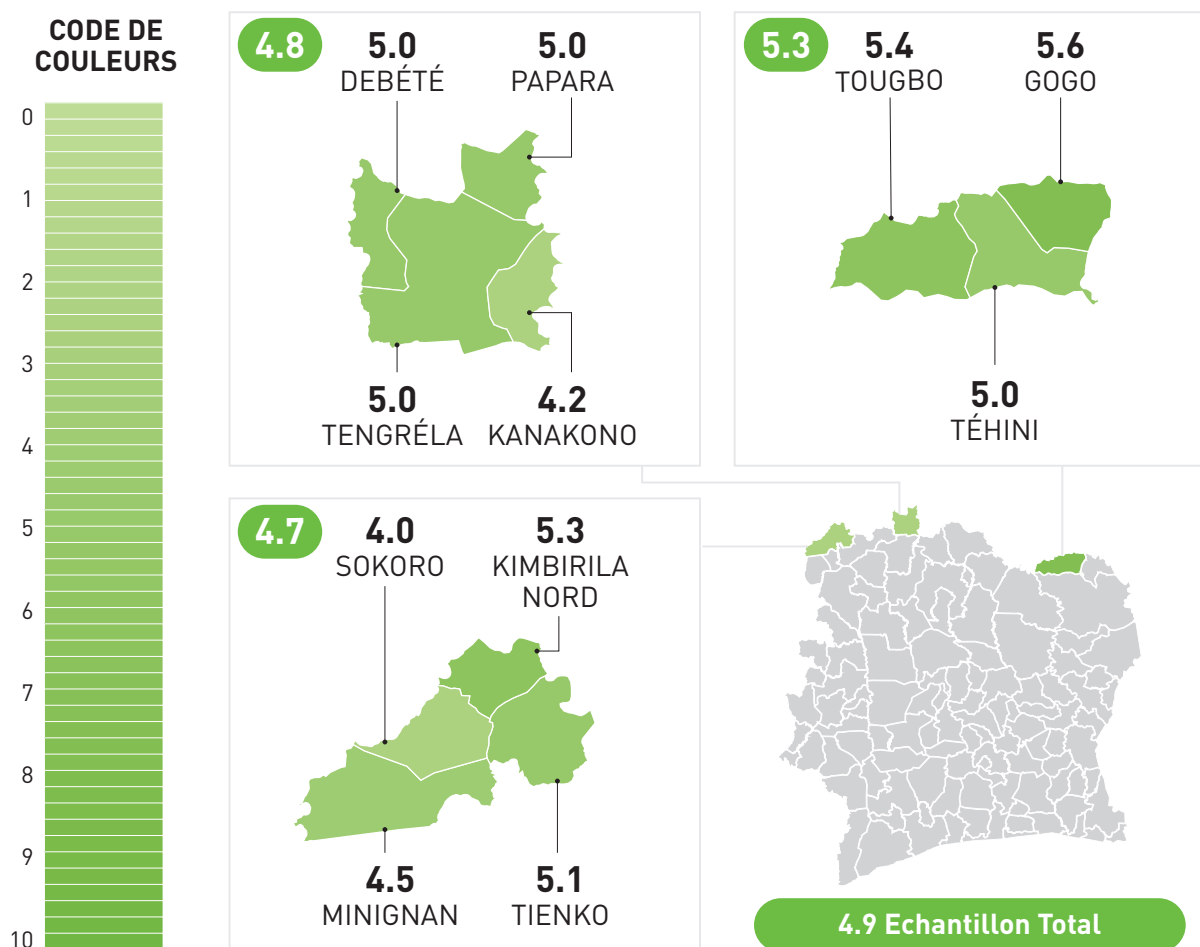 CODE DE
COULEURS
0
1
2
3
4
5
6
7
8
9
10
4.8
5.0
DEBÉTÉ
5.0
PAPARA
5.0
TENGRÉLA
4.2
KANAKONO
5.3
5.4
TOUGBO
5.6
GOGO
5.0
TÉHINI
4.7
4.0
SOKORO
5.3
KIMBIRILA
NORD
4.5
MINIGNAN
5.1
TIENKO
4.9 Echantillon Total